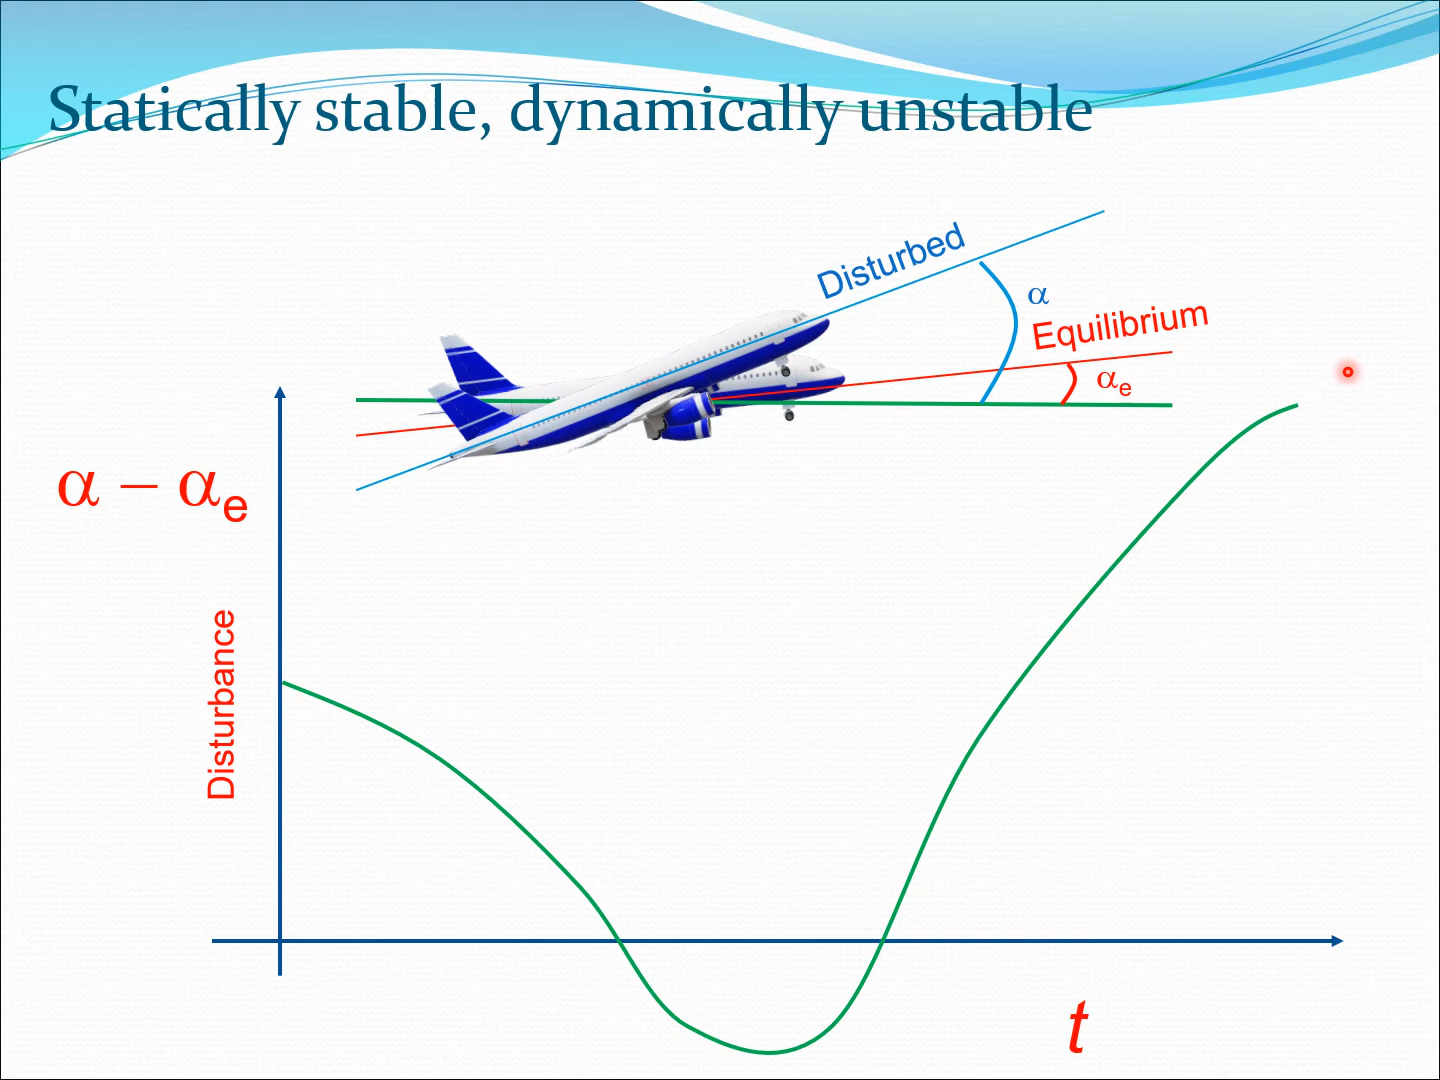 Statically stable, dynamically unstable
Disturbed
α
Equilibrium
αe
α – αe
Disturbance
t